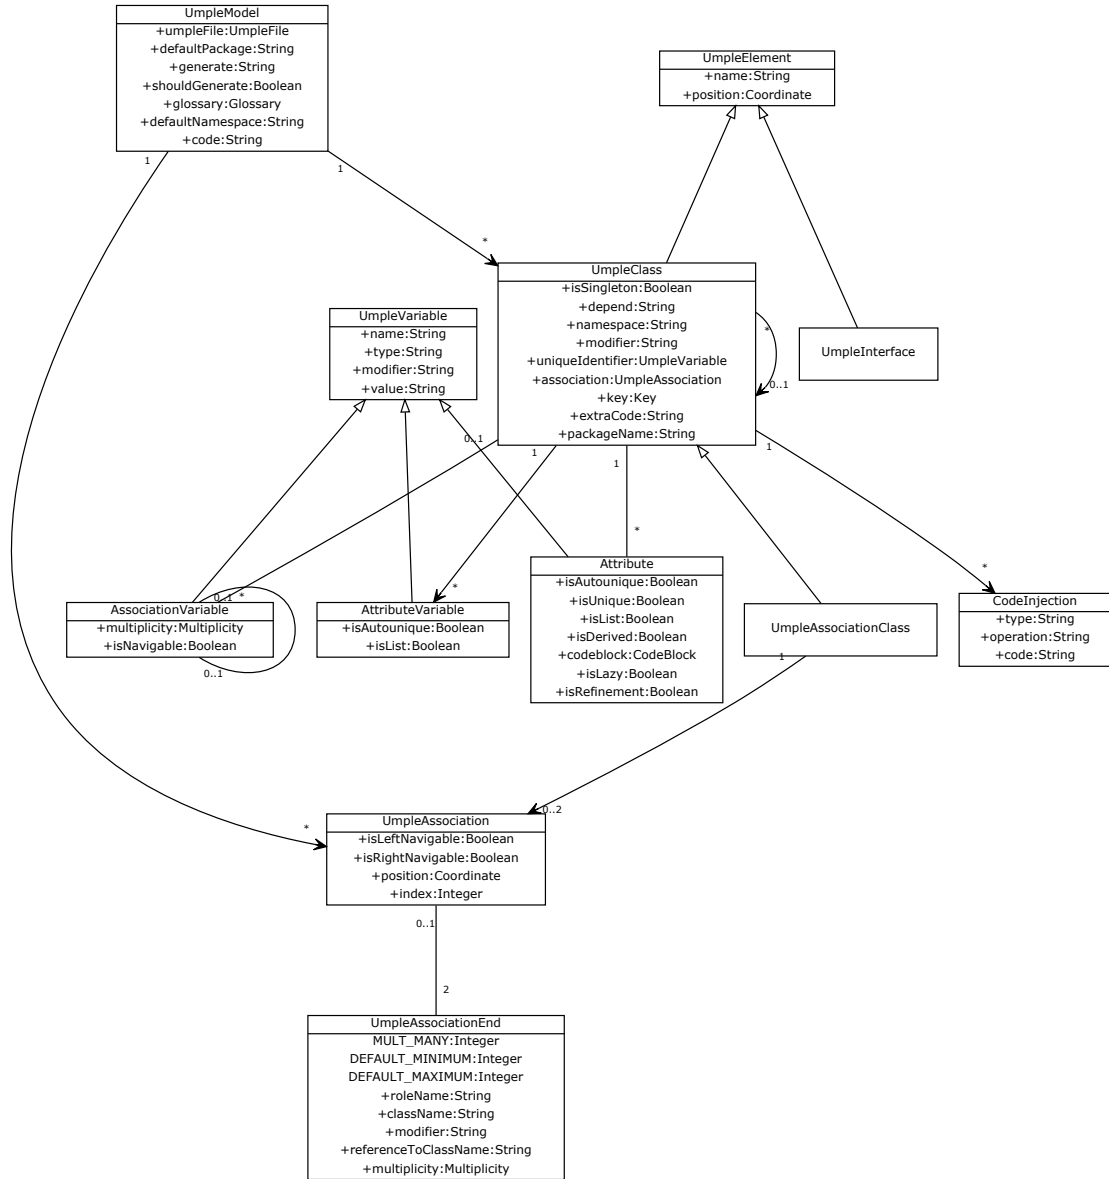 UmpleModel
+umpleFile:UmpleFile
+defaultPackage:String
+generate:String
+shouldGenerate:Boolean
+glossary:Glossary
+defaultNamespace:String
+code:String
UmpleElement
+name:String
+position:Coordinate
1
1
*
UmpleClass
+isSingleton:Boolean
+depend:String
+namespace:String
+modifier:String
+uniqueIdentifier:UmpleVariable
+association:UmpleAssociation
+key:Key
+extraCode:String
+packageName:String
*
0..1
UmpleInterface
UmpleVariable
+name:String
+type:String
+modifier:String
+value:String
0..1
1
1
1
*
*
*
*
0..1
AssociationVariable
+multiplicity:Multiplicity
+isNavigable:Boolean
0..1
AttributeVariable
+isAutounique:Boolean
+isList:Boolean
Attribute
+isAutounique:Boolean
+isUnique:Boolean
+isList:Boolean
+isDerived:Boolean
+codeblock:CodeBlock
+isLazy:Boolean
+isRefinement:Boolean
UmpleAssociationClass
1
CodeInjection
+type:String
+operation:String
+code:String
0..2
*
UmpleAssociation
+isLeftNavigable:Boolean
+isRightNavigable:Boolean
+position:Coordinate
+index:Integer
0..1
2
UmpleAssociationEnd
MULT_MANY:Integer
DEFAULT_MINIMUM:Integer
DEFAULT_MAXIMUM:Integer
+roleName:String
+className:String
+modifier:String
+referenceToClassName:String
+multiplicity:Multiplicity